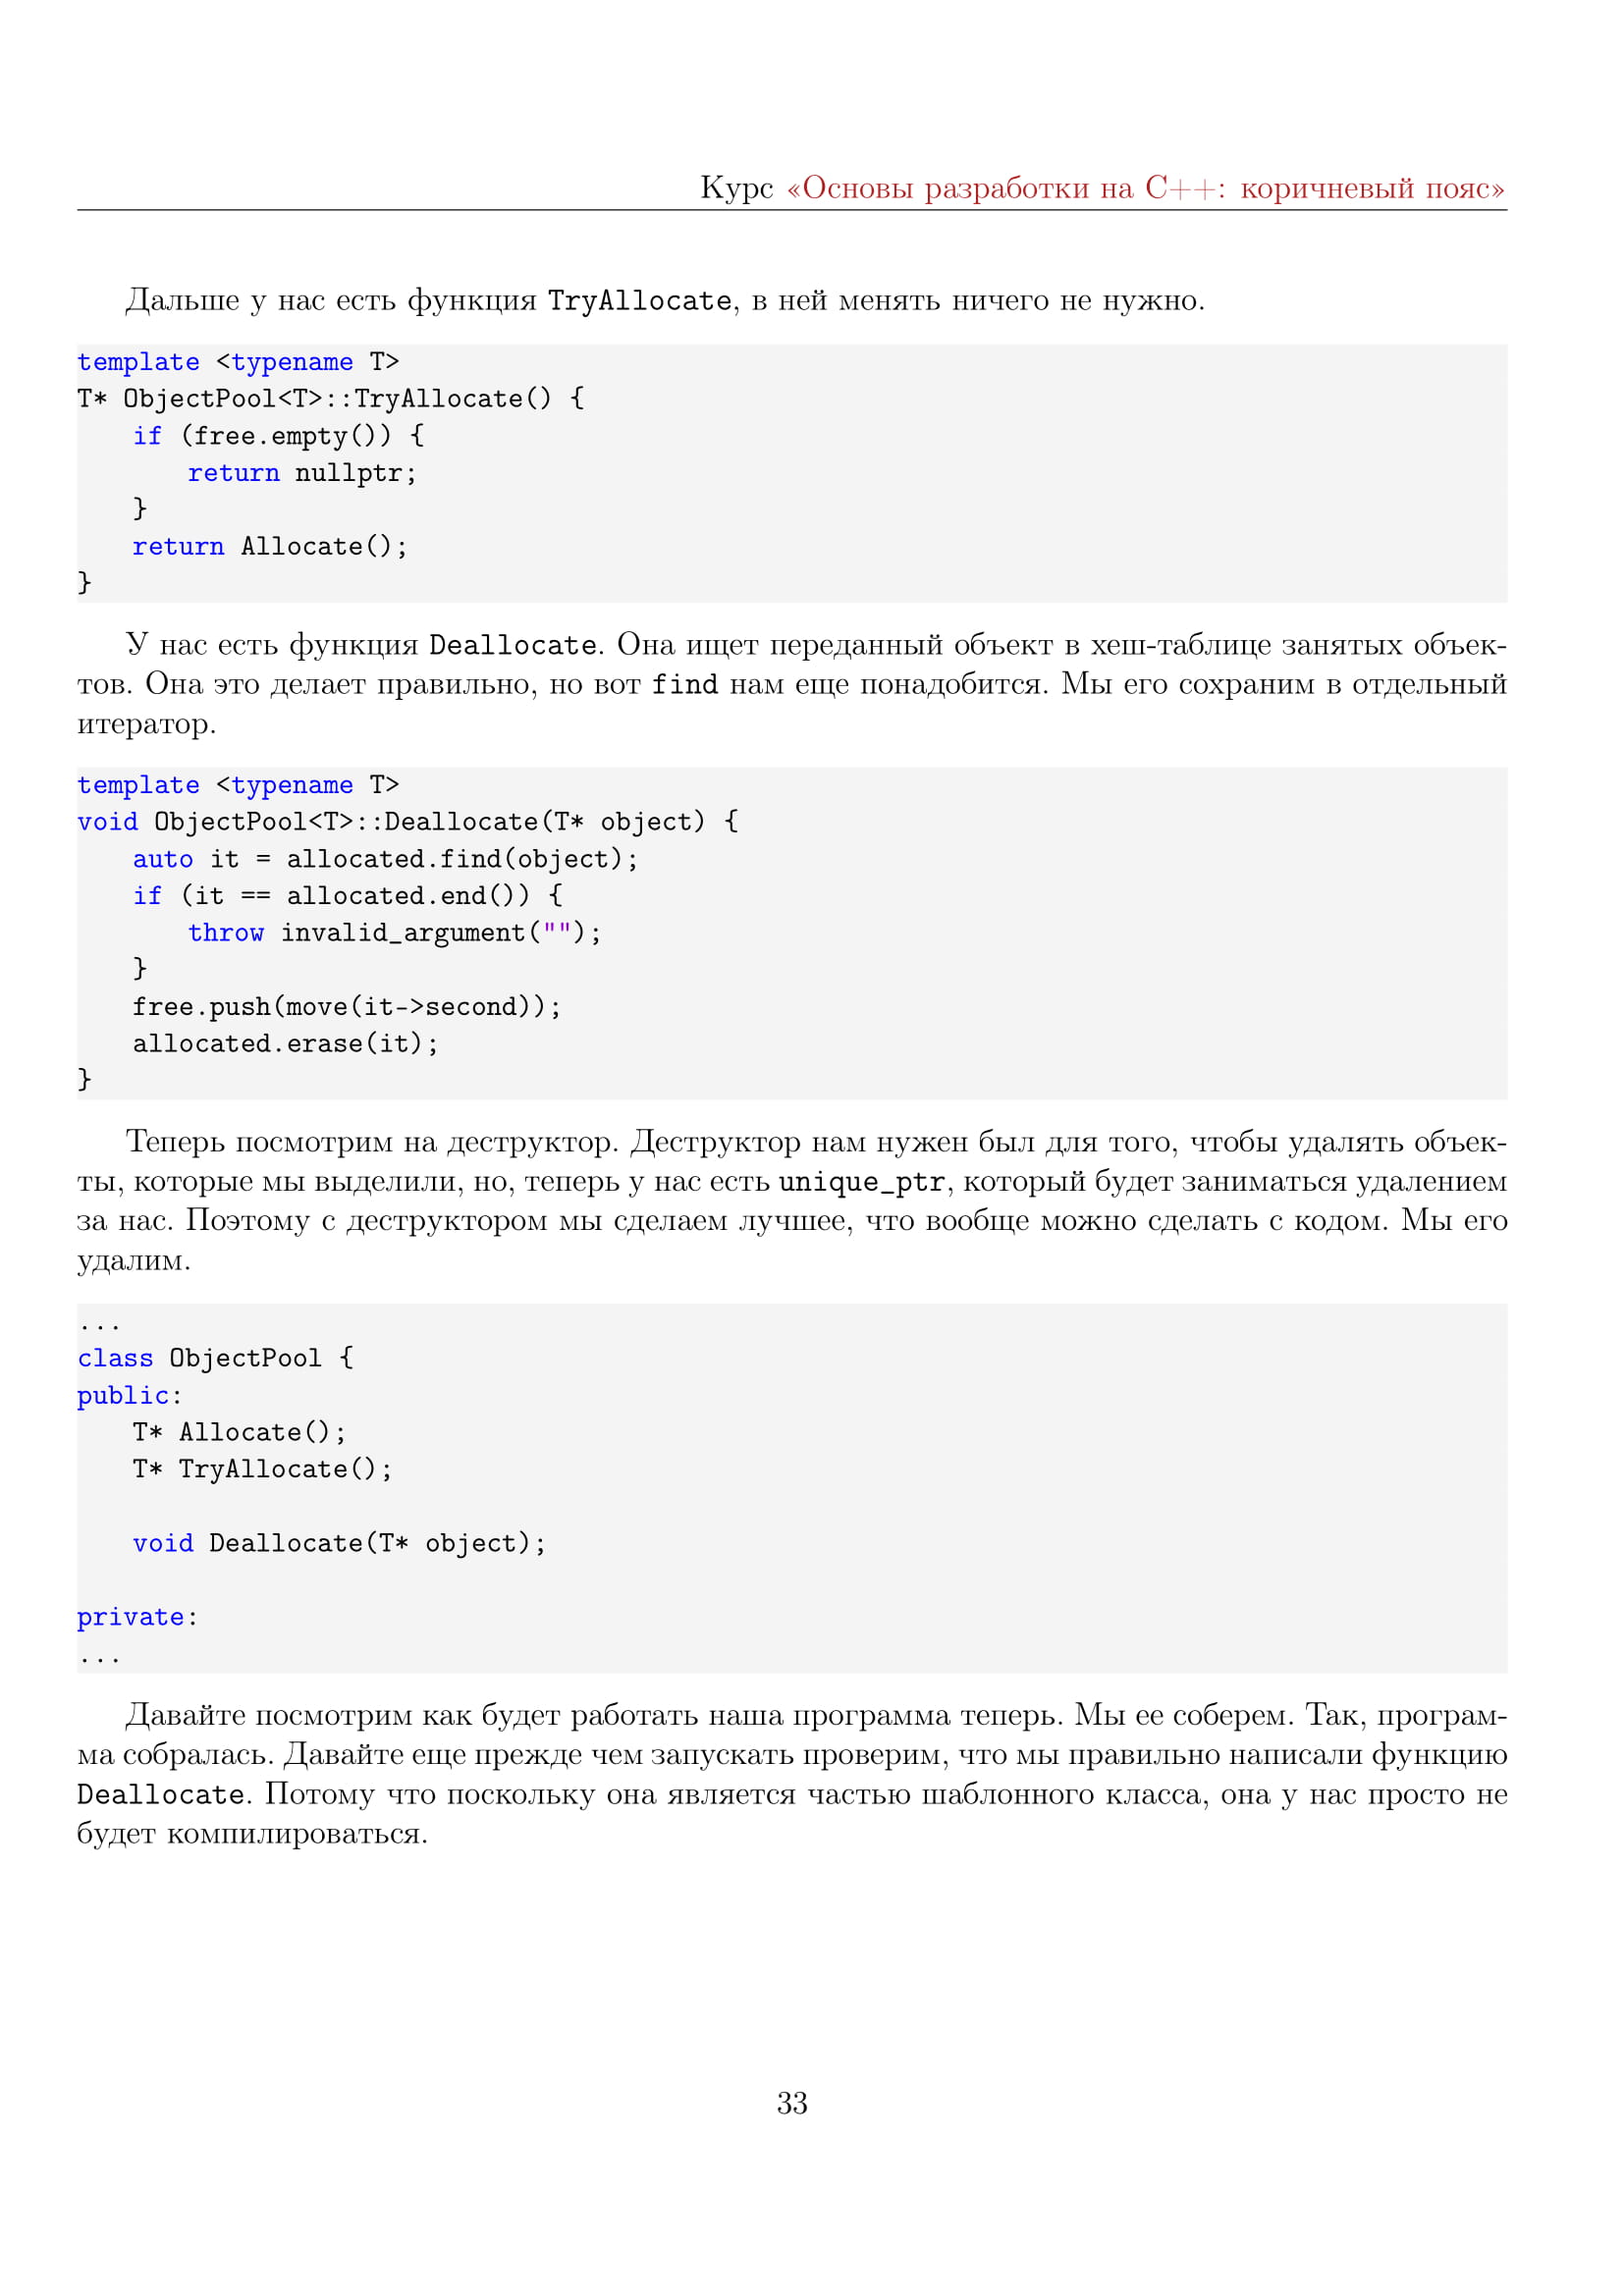 Курс «Основы разработки на C++: коричневый пояс»
Дальше у нас есть функция TryAllocate, в ней менять ничего не нужно.
template <typename T>
T* ObjectPool<T>::TryAllocate() {
if (free.empty()) {
return nullptr;
}
return Allocate();
}
У нас есть функция Deallocate. Она ищет переданный объект в хеш-таблице занятых объек-
тов. Она это делает правильно, но вот find нам еще понадобится. Мы его сохраним в отдельный
итератор.
template <typename T>
void ObjectPool<T>::Deallocate(T* object) {
auto it = allocated.find(object);
if (it == allocated.end()) {
throw invalid_argument("");
}
free.push(move(it->second));
allocated.erase(it);
}
Теперь посмотрим на деструктор. Деструктор нам нужен был для того, чтобы удалять объек-
ты, которые мы выделили, но, теперь у нас есть unique_ptr, который будет заниматься удалением
за нас. Поэтому с деструктором мы сделаем лучшее, что вообще можно сделать с кодом. Мы его
удалим.
...
class ObjectPool {
public:
T* Allocate();
T* TryAllocate();
void Deallocate(T* object);
private:
...
Давайте посмотрим как будет работать наша программа теперь. Мы ее соберем. Так, програм-
ма собралась. Давайте еще прежде чем запускать проверим, что мы правильно написали функцию
Deallocate. Потому что поскольку она является частью шаблонного класса, она у нас просто не
будет компилироваться.
33